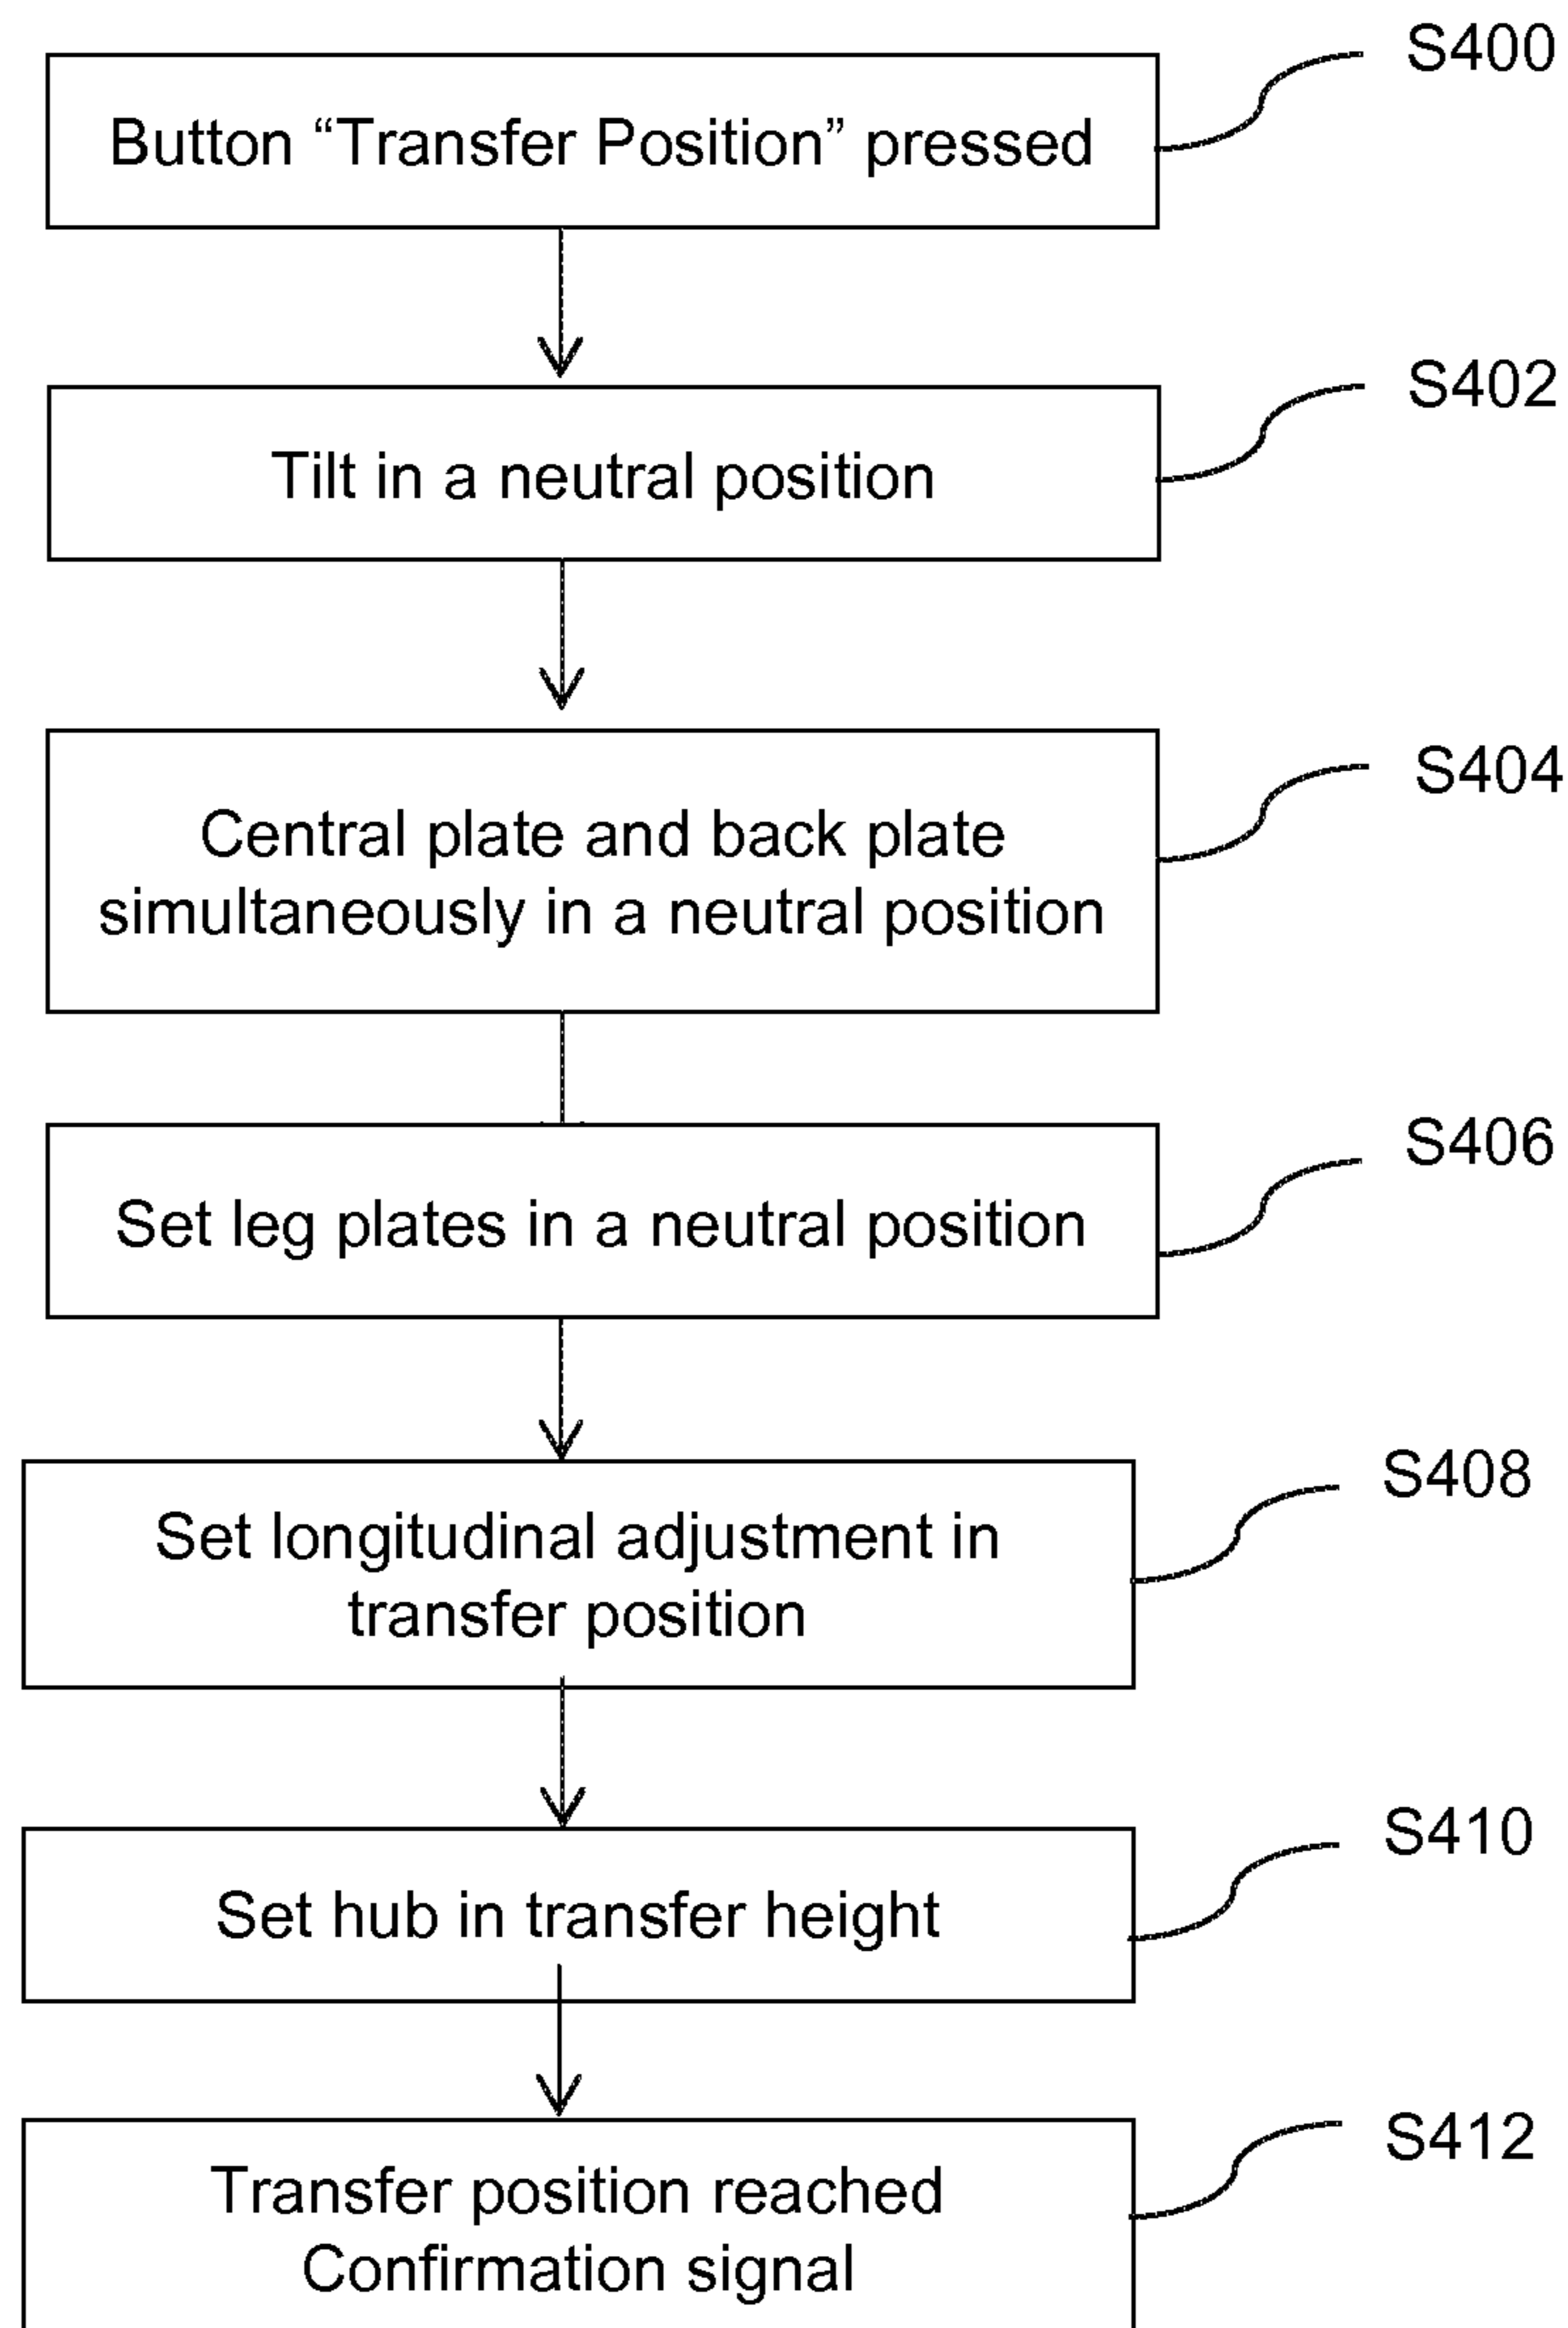 S400
Button “Transfer Position” pressed
S402
Tilt in a neutral position
S404
Central plate and back plate
simultaneously in a neutral position
S406
Set leg plates in a neutral position
S408
Set longitudinal adjustment in
transfer position
S410
Set hub in transfer height
S412
Transfer position reached
Confirmation signal